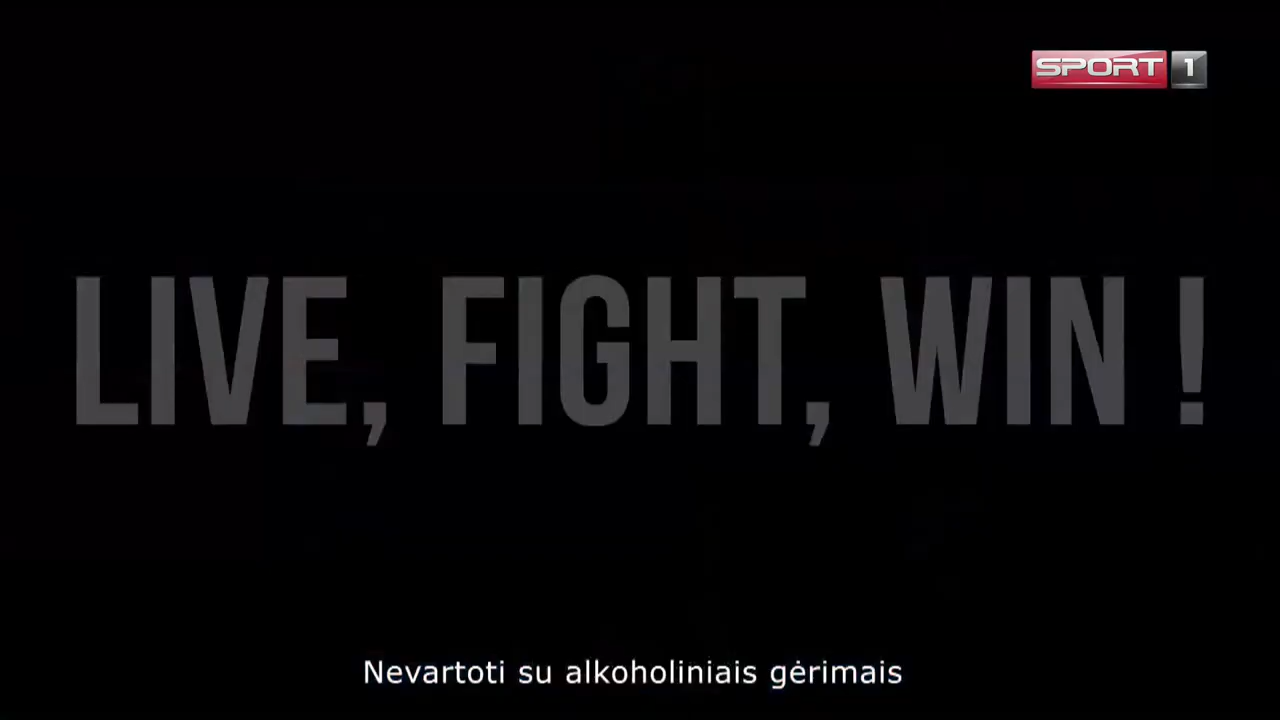 SPORT 1
LIVE, FIGHT, WIN !
Nevartoti su alkoholiniais gėrimais